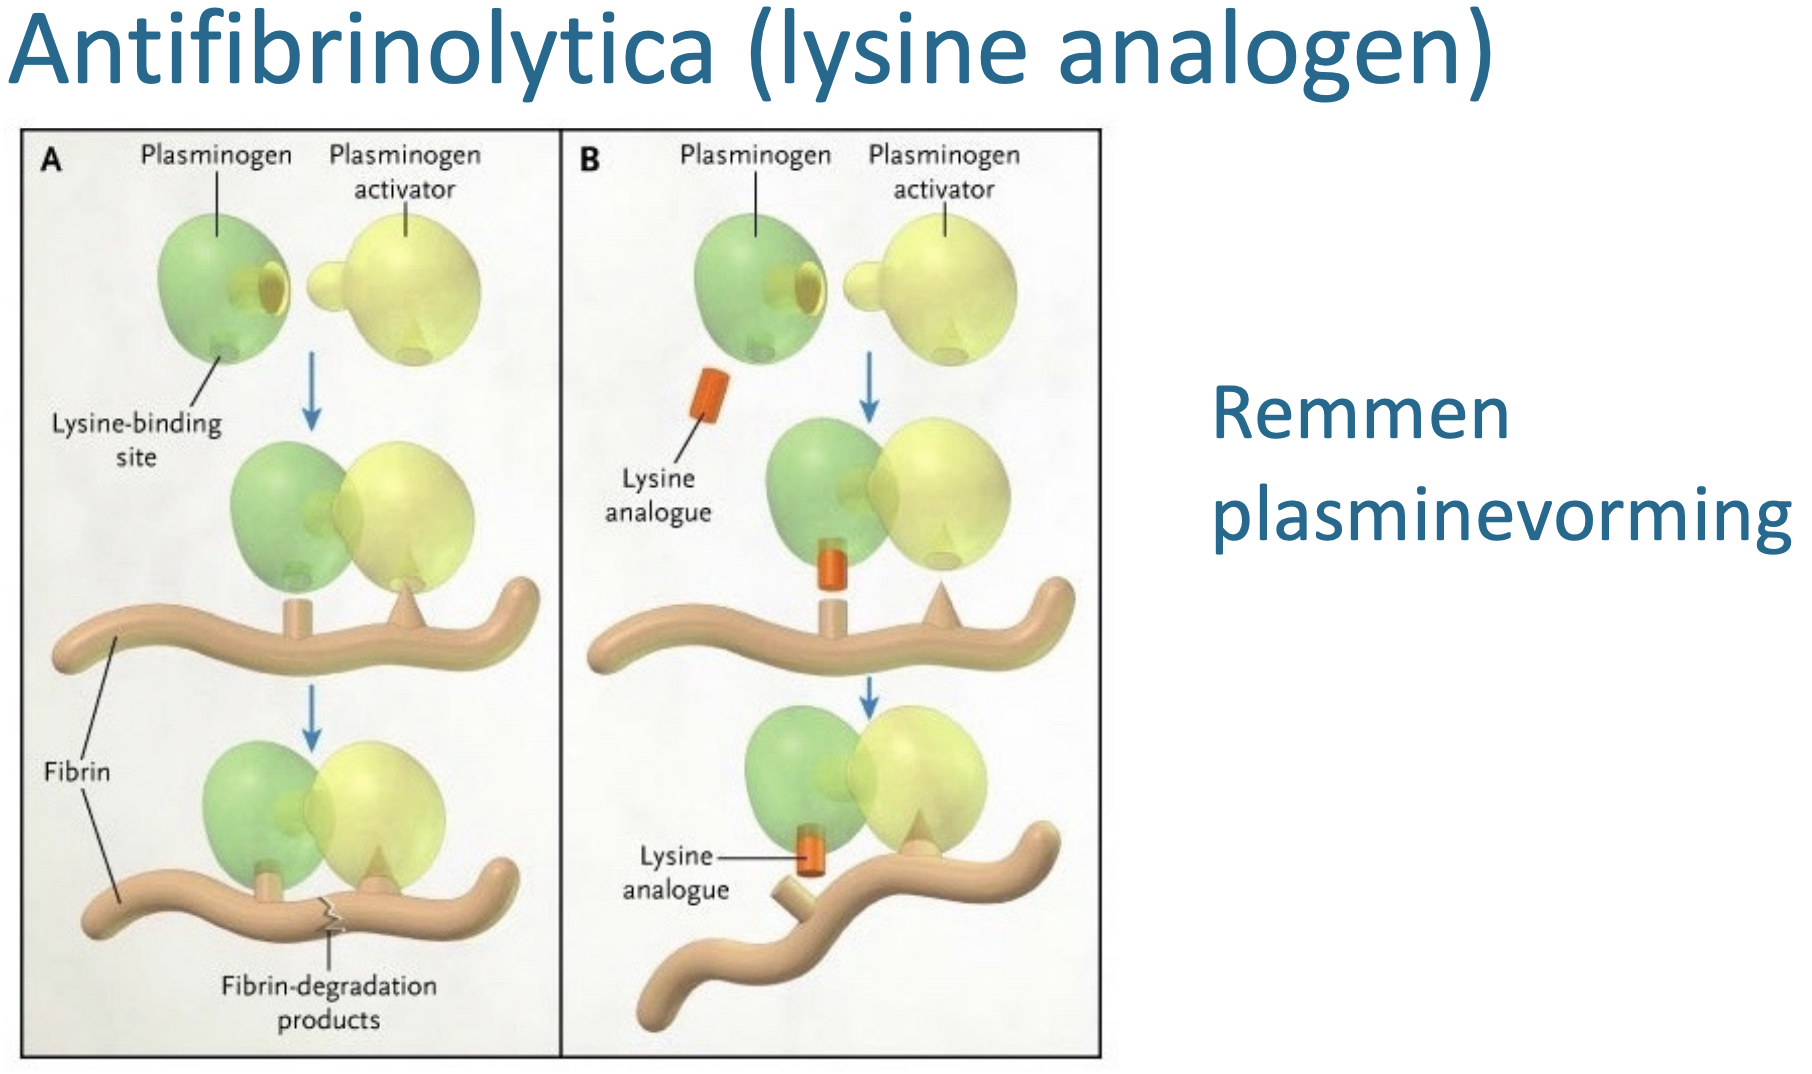 Antifibrinolytica (lysine analogen)
A
Plasminogen
Plasminogen
activator
Lysine-binding
site
Fibrin
Fibrin-degradation
products
B
Plasminogen
Plasminogen
activator
Lysine
analogue
Lysine
analogue
Remmen
plasminevorming